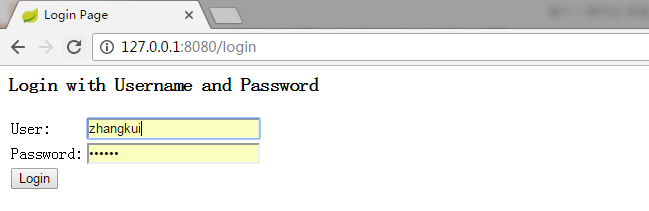 Login Page
127.0.0.1:8080/login
Login with Username and Password
User: zhangkui
Password: ••••••
Login